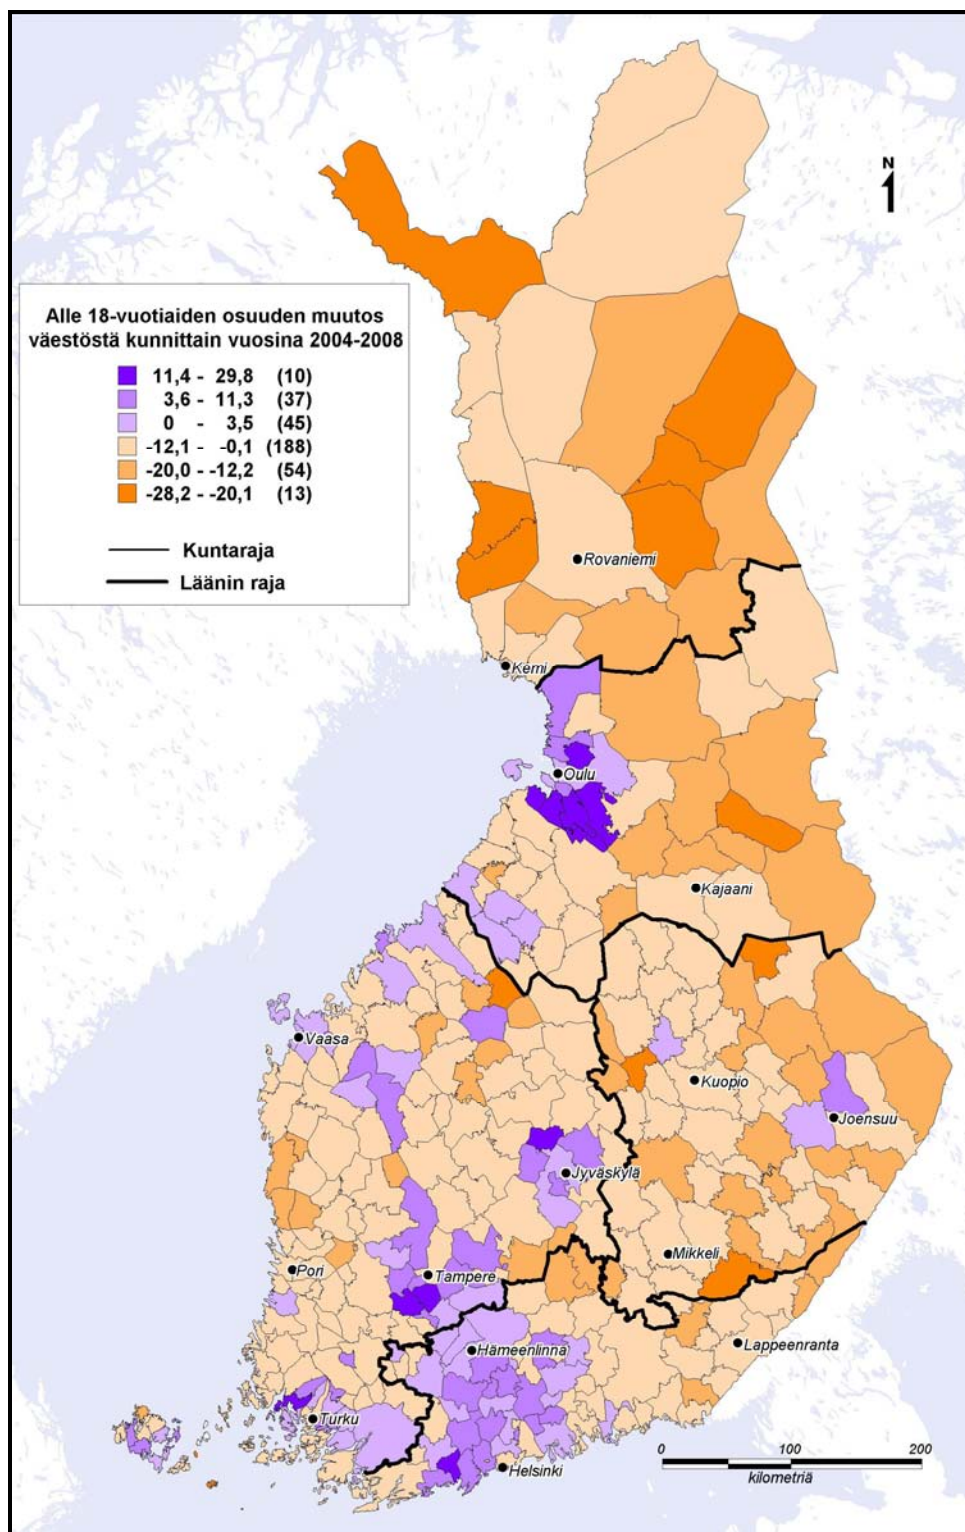 N
Alle 18-vuotiaiden osuuden muutos
väestöstä kunnittain vuosina 2004-2008
11,4 - 29,8 (10)
3,6 - 11,3 (37)
0 - 3,5 (45)
-12,1 - -0,1 (188)
-20,0 - -12,2 (54)
-28,2 - -20,1 (13)
Kuntaraja
Läänin raja
Rovaniemi
Kemi
Oulu
Kajaani
Vaasa
Kuopio
Joensuu
Jyväskylä
Mikkeli
Pori
Tampere
Lappeenranta
Hämeenlinna
Turku
Helsinki
0 100 200
kilometriä